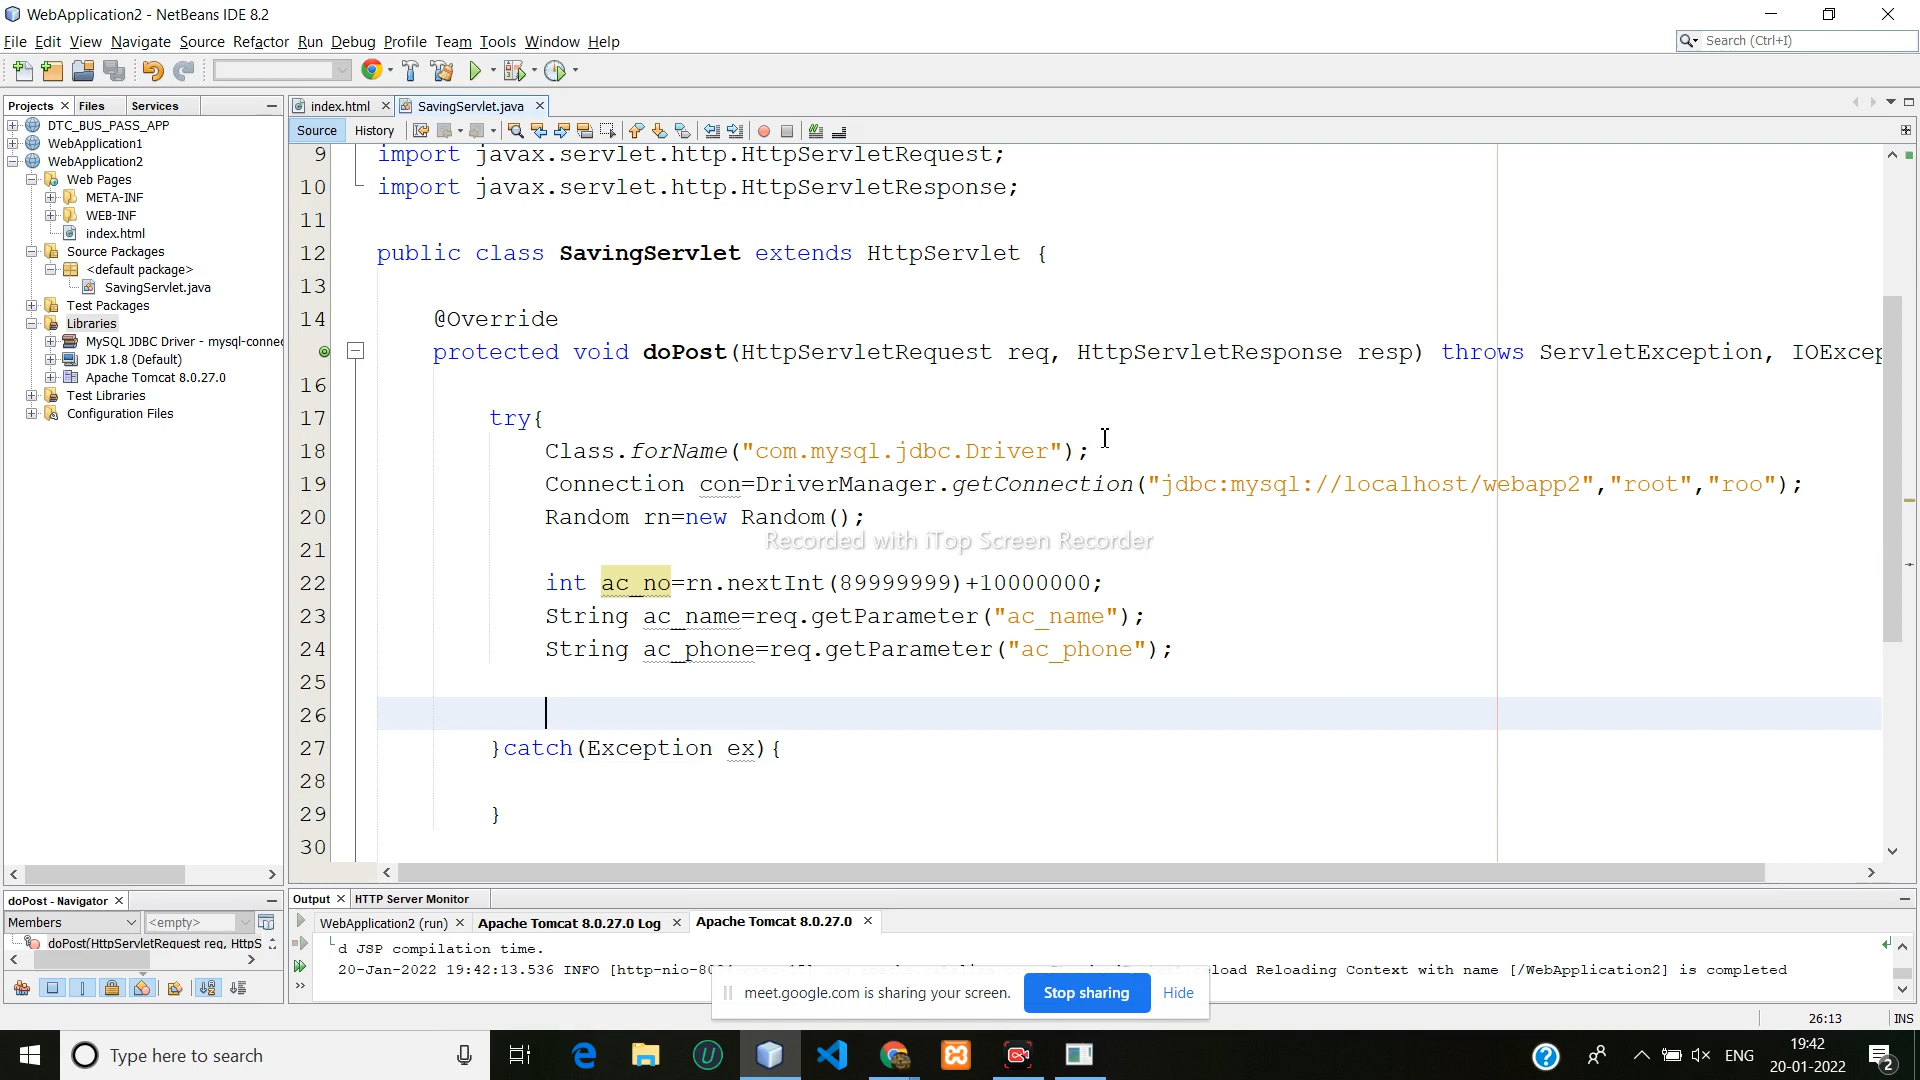 WebApplication2 - NetBeans IDE 8.2
File Edit View Navigate Source Refactor Run Debug Profile Team Tools Window Help
Search (Ctrl+I)
Projects Files Services
index.html SavingServlet.java
Source History
DTC_BUS_PASS_APP
WebApplication1
WebApplication2
Web Pages
META-INF
WEB-INF
index.html
Source Packages
<default package>
SavingServlet.java
Test Packages
Libraries
MySQL JDBC Driver - mysql-connec
JDK 1.8 (Default)
Apache Tomcat 8.0.27.0
Test Libraries
Configuration Files
9 import javax.servlet.http.HttpServletRequest;
10 import javax.servlet.http.HttpServletResponse;
11
12 public class SavingServlet extends HttpServlet {
13
14 @Override
protected void doPost(HttpServletRequest req, HttpServletResponse resp) throws ServletException, IOExcep
16
17 try{
18 Class.forName("com.mysql.jdbc.Driver");
19 Connection con=DriverManager.getConnection("jdbc:mysql://localhost/webapp2","root","roo");
20 Random rn=new Random();
Recorded with iTop Screen Recorder
21
22 int ac_no=rn.nextInt(89999999)+10000000;
23 String ac_name=req.getParameter("ac_name");
24 String ac_phone=req.getParameter("ac_phone");
25
26
27 }catch(Exception ex){
28
29 }
30
doPost - Navigator
Members <empty>
doPost(HttpServletRequest req, HttpS
Output HTTP Server Monitor
WebApplication2 (run) Apache Tomcat 8.0.27.0 Log Apache Tomcat 8.0.27.0
d JSP compilation time.
20-Jan-2022 19:42:13.536 INFO [http-nio-80 load Reloading Context with name [/WebApplication2] is completed
meet.google.com is sharing your screen. Stop sharing Hide
26:13 INS
Type here to search
ENG
19:42
20-01-2022
2